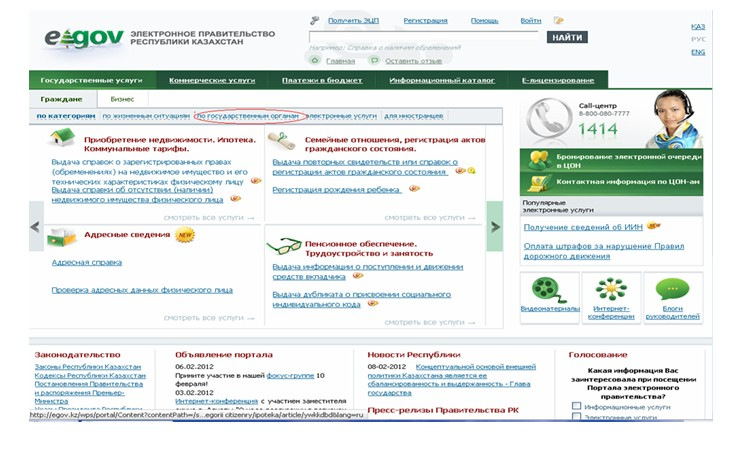 e gov ЭЛЕКТРОННОЕ ПРАВИТЕЛЬСТВО
РЕСПУБЛИКИ КАЗАХСТАН
Получить ЭЦП Регистрация Помощь Войти
НАЙТИ
Например: Справка о наличии обременений
Главная Оставить отзыв
ҚАЗ
РУС
ENG
Государственные услуги Коммерческие услуги Платежи в бюджет Информационный каталог Е-лицензирование
Граждане Бизнес
по категориям по жизненным ситуациям по государственным органам электронные услуги для иностранцев
Приобретение недвижимости. Ипотека.
Коммунальные тарифы.
Выдача справок о зарегистрированных правах
(обременениях) на недвижимое имущество и его
технических характеристиках физическому лицу
Выдача справки об отсутствии (наличии)
недвижимого имущества физического лица
смотреть все услуги →
Семейные отношения, регистрация актов
гражданского состояния.
Выдача повторных свидетельств или справок о
регистрации актов гражданского состояния
Регистрация рождения ребенка
смотреть все услуги →
Адресные сведения NEW
Адресная справка
Проверка адресных данных физического лица
смотреть все услуги →
Пенсионное обеспечение.
Трудоустройство и занятость
Выдача информации о поступлении и движении
средств вкладчика
Выдача дубликата о присвоении социального
индивидуального кода
смотреть все услуги →
Call-центр
8-800-080-7777
1414
Бронирование электронной очереди
в ЦОН
Контактная информация по ЦОН-ам
Популярные
электронные услуги
Получение сведений об ИИН
Оплата штрафов за нарушение Правил
дорожного движения
Видеоматериалы
Интернет-
конференции
Блоги
руководителей
Законодательство
Законы Республики Казахстан
Кодексы Республики Казахстан
Постановления Правительства
и распоряжения Премьер-
Министра
Указы Президента Республики
Объявление портала
06.02.2012
Примите участие в нашей фокус-группе 10
февраля!
03.02.2012
Интернет-конференция с участием заместителя
Новости Республики
08-02-2012 Концептуальной основой внешней
политики Казахстана является ее
сбалансированность и выдержанность - Глава
государства
Пресс-релизы Правительства РК
Голосование
Какая информация Вас
заинтересовала при посещении
Портала электронного
правительства?
Информационные услуги
Электронные услуги
http://egov.kz/wps/portal/Content?contentPath=/s...egorii citizenry/ipoteka/article/ywkkdbd&lang=ru